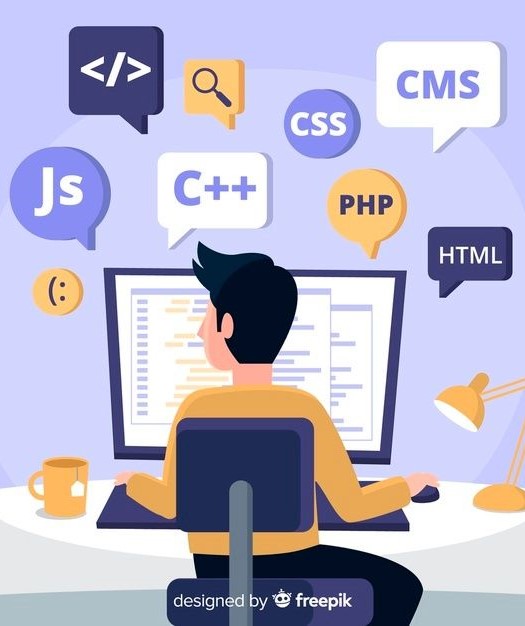 </>
CMS
CSS
Js
C++
PHP
HTML
(:
designed by freepik